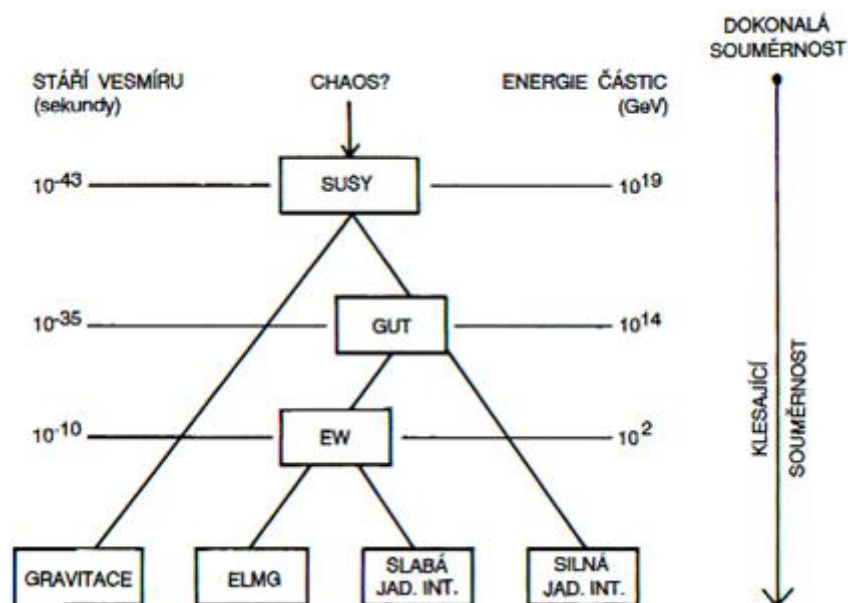 DOKONALÁ
SOUMĚRNOST
STÁŘÍ VESMÍRU
(sekundy)
CHAOS?
ENERGIE ČÁSTIC
(GeV)
10⁻⁴³
SUSY
10¹⁹
10⁻³⁵
GUT
10¹⁴
KLESAJÍCÍ
SOUMĚRNOST
10⁻¹⁰
EW
10²
GRAVITACE
ELMG
SLABÁ
JAD. INT.
SILNÁ
JAD. INT.